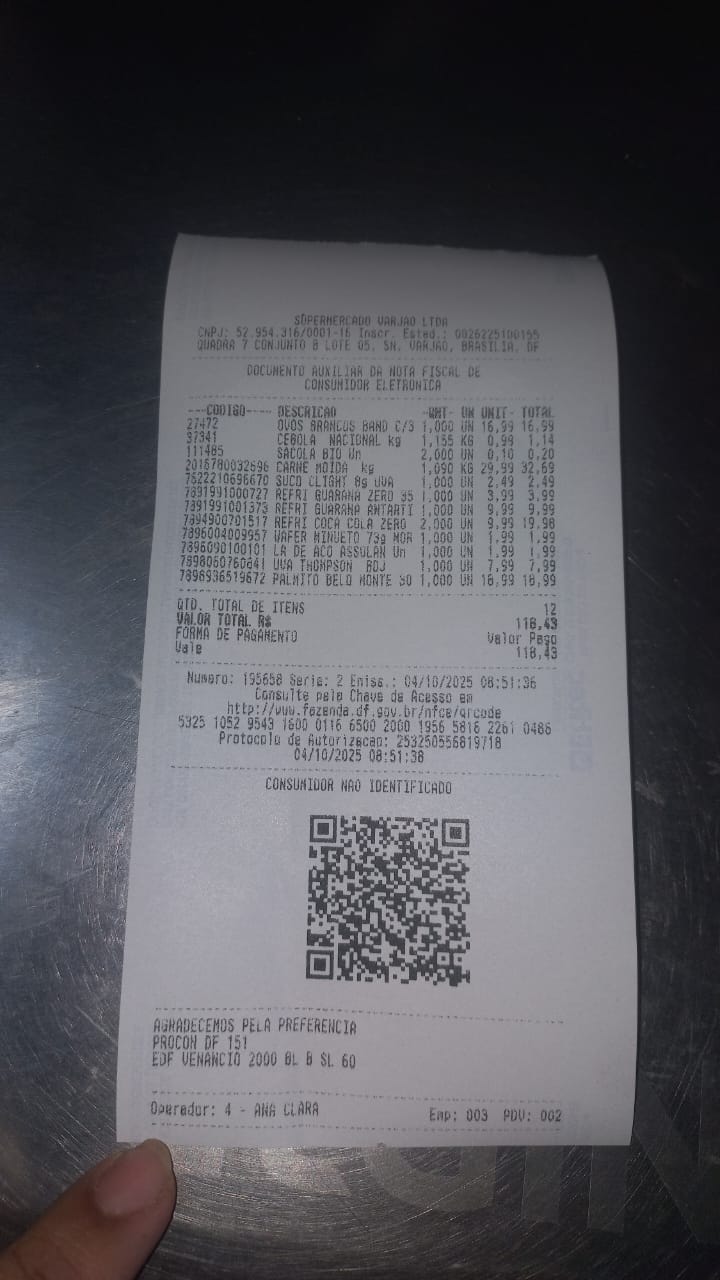 SUPERMERCADO VARJAO LTDA
CNPJ: 52.954.316/0001-16 Inscr. Estad.: 0826225100155
QUADRA 7 CONJUNTO B LOTE 05, SN, VARJAO, BRASILIA, DF
DOCUMENTO AUXILIAR DA NOTA FISCAL DE
CONSUMIDOR ELETRONICA
---CODIGO---- DESCRICAO -QNT- UN UNIT- TOTAL
27472 OVOS BRANCOS BAND C/3 1,000 UN 16,99 16,99
37341 CEBOLA NACIONAL kg 1,155 KG 0,99 1,14
111485 SACOLA BIO Un 2,000 UN 0,10 0,20
2016780032696 CARNE MOIDA kg 1,090 KG 29,99 32,69
7622210696670 SUCO CLIGHT 8g UVA 1,000 UN 2,49 2,49
7891991000727 REFRI GUARANA ZERO 35 1,000 UN 3,99 3,99
7891991001373 REFRI GUARANA ANTARTI 1,000 UN 9,99 9,99
7894900701517 REFRI COCA COLA ZERO 2,000 UN 9,99 19,98
7896004009957 WAFER MINUETO 73g MOR 1,000 UN 1,99 1,99
7896090100101 LA DE ACO ASSOLAN Un 1,000 UN 1,99 1,99
7898060760641 UVA THOMPSON RDJ 1,000 UN 7,99 7,99
7896936519672 PALMITO BELO MONTE 30 1,000 UN 18,99 18,99
QTD. TOTAL DE ITENS 12
VALOR TOTAL R$ 118,43
FORMA DE PAGAMENTO Valor Pago
Vale 118,43
Numero: 195658 Serie: 2 Emiss.: 04/10/2025 08:51:36
Consulte pela Chave de Acesso em
http://www.fazenda.df.gov.br/nfce/qrcode
5325 1052 9543 1600 0116 6500 2000 1956 5816 2261 0486
Protocolo de Autorizacao: 253250556819718
04/10/2025 08:51:38
CONSUMIDOR NAO IDENTIFICADO
AGRADECEMOS PELA PREFERENCIA
PROCON DF 151
EDF VENANCIO 2000 BL B SL 60
Operador: 4 - ANA CLARA Emp: 003 PDV: 002